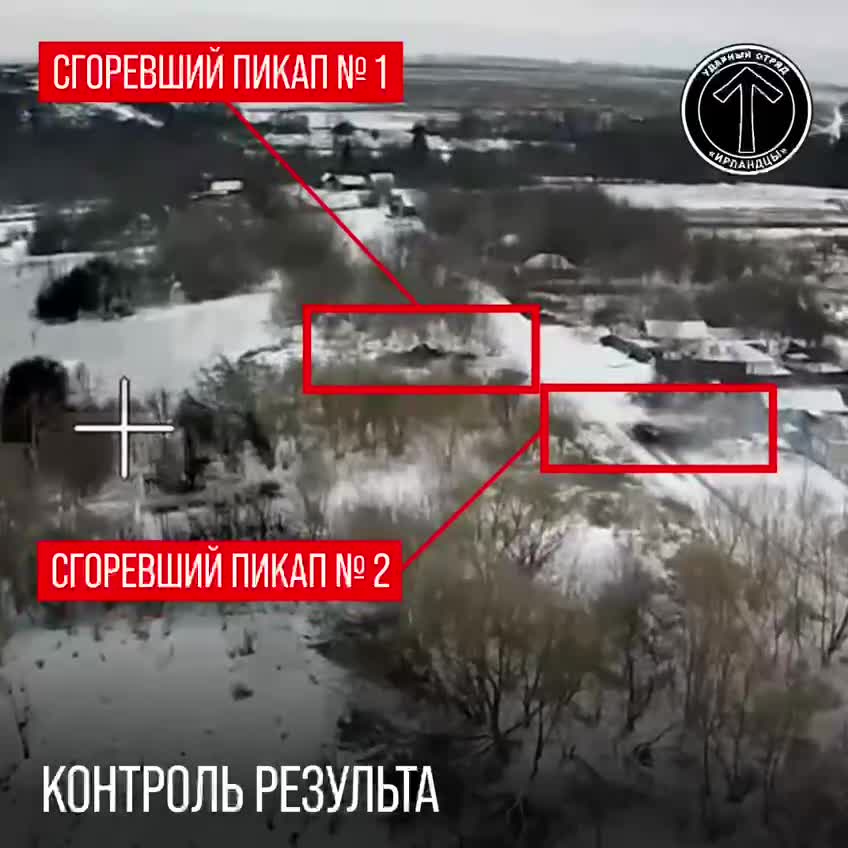 СГОРЕВШИЙ ПИКАП № 1
УДАРНЫЙ ОТРЯД
«ИРЛАНДЦЫ»
СГОРЕВШИЙ ПИКАП № 2
КОНТРОЛЬ РЕЗУЛЬТА